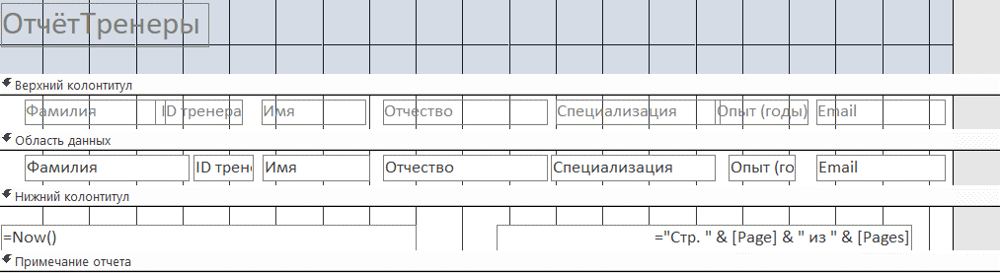 ОтчётТренеры
Верхний колонтитул
Фамилия ID тренера Имя Отчество Специализация Опыт (годы) Email
Область данных
Фамилия ID трен Имя Отчество Специализация Опыт (го Email
Нижний колонтитул
=Now() ="Стр. " & [Page] & " из " & [Pages]
Примечание отчета